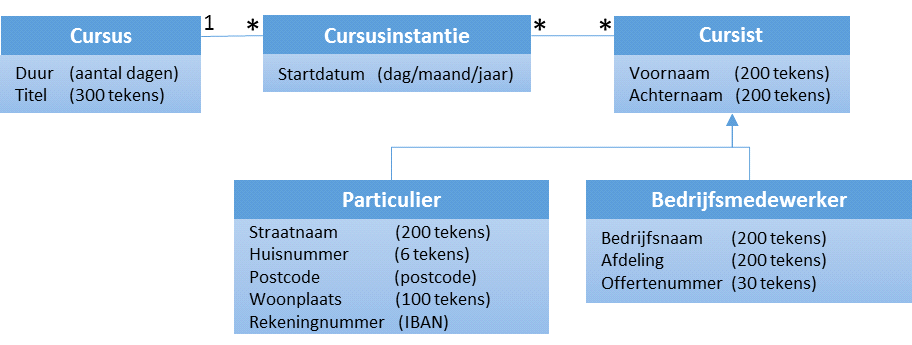 Cursus
1
*
Cursusinstantie
*
*
Cursist
Duur (aantal dagen)
Titel (300 tekens)
Startdatum (dag/maand/jaar)
Voornaam (200 tekens)
Achternaam (200 tekens)
Particulier
Straatnaam (200 tekens)
Huisnummer (6 tekens)
Postcode (postcode)
Woonplaats (100 tekens)
Rekeningnummer (IBAN)
Bedrijfsmedewerker
Bedrijfsnaam (200 tekens)
Afdeling (200 tekens)
Offertenummer (30 tekens)